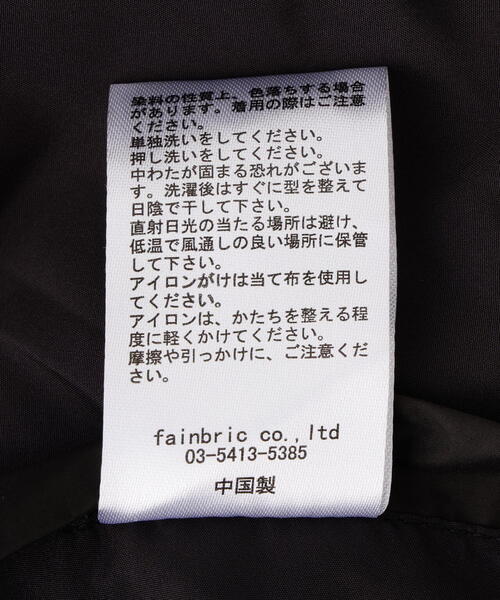 染料の性質上、色落ちする場合
があります。着用の際はご注意
ください。
単独洗いをしてください。
押し洗いをしてください。
中わたが固まる恐れがございま
す。洗濯後はすぐに型を整えて
日陰で干して下さい。
直射日光の当たる場所は避け、
低温で風通しの良い場所に保管
して下さい。
アイロンがけは当て布を使用し
てください。
アイロンは、かたちを整える程
度に軽くかけてください。
摩擦や引っかけに、ご注意くだ
さい。
fainbric co.,ltd
03-5413-5385
中国製